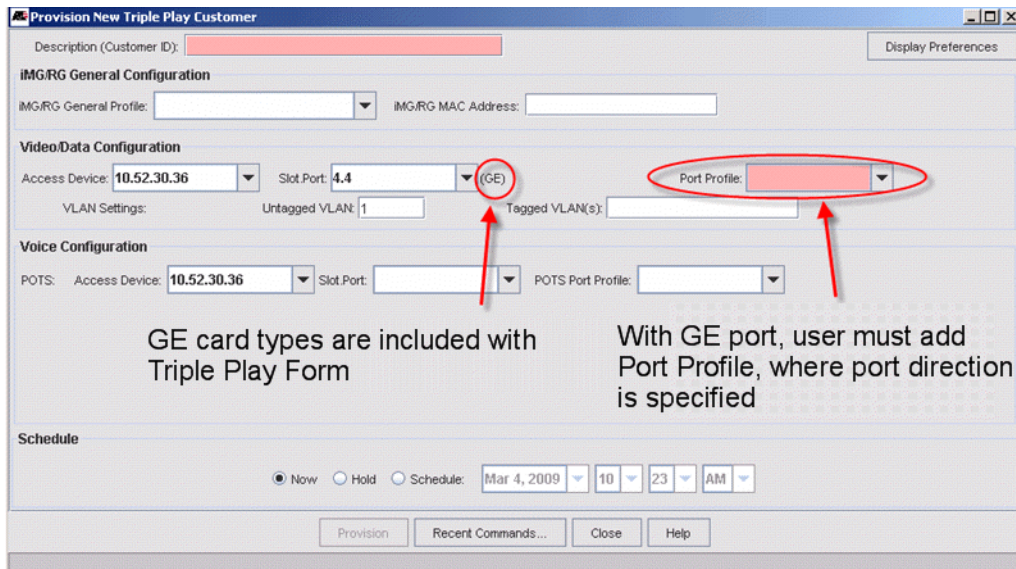 Provision New Triple Play Customer
Description (Customer ID):
Display Preferences
iMG/RG General Configuration
iMG/RG General Profile:
iMG/RG MAC Address:
Video/Data Configuration
Access Device: 10.52.30.36 Slot.Port: 4.4 (GE) Port Profile:
VLAN Settings: Untagged VLAN: 1 Tagged VLAN(s):
Voice Configuration
POTS: Access Device: 10.52.30.36 Slot.Port: POTS Port Profile:
GE card types are included with
Triple Play Form
With GE port, user must add
Port Profile, where port direction
is specified
Schedule
Now Hold Schedule: Mar 4, 2009 10 23 AM
Provision Recent Commands... Close Help